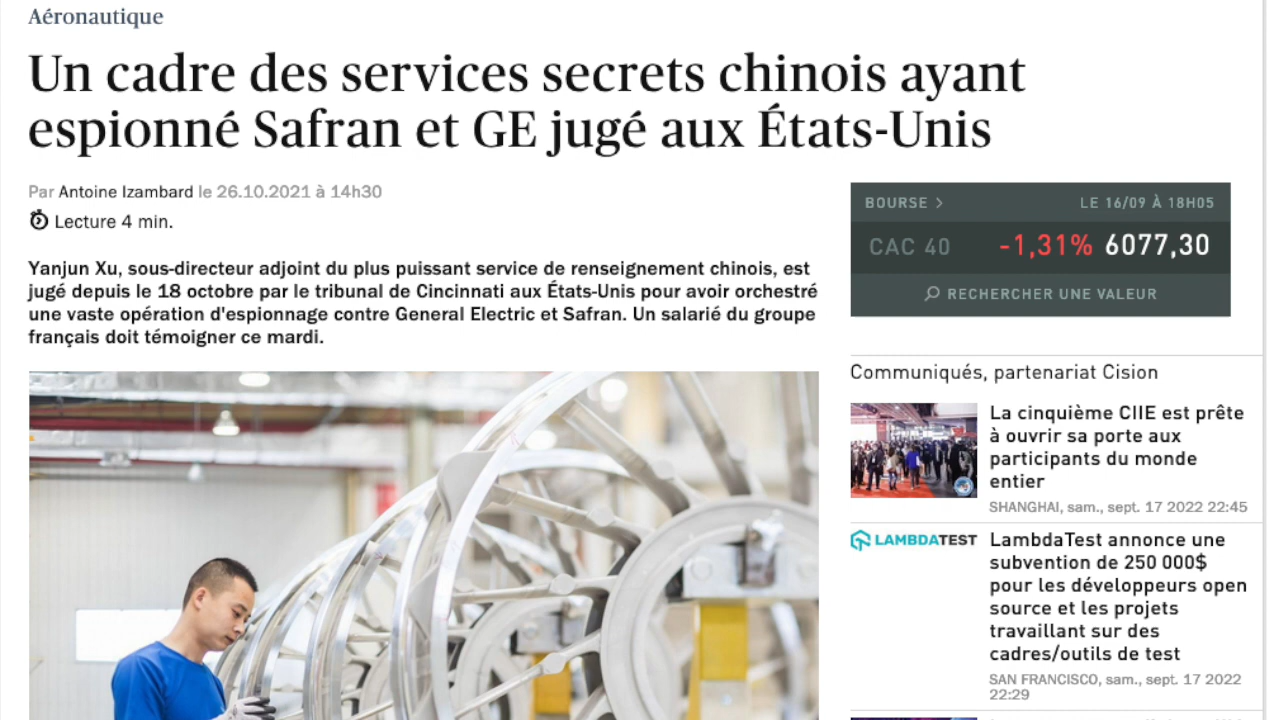 Aéronautique
Un cadre des services secrets chinois ayant
espionné Safran et GE jugé aux États-Unis
Par Antoine Izambard le 26.10.2021 à 14h30
Lecture 4 min.
Yanjun Xu, sous-directeur adjoint du plus puissant service de renseignement chinois, est
jugé depuis le 18 octobre par le tribunal de Cincinnati aux États-Unis pour avoir orchestré
une vaste opération d'espionnage contre General Electric et Safran. Un salarié du groupe
français doit témoigner ce mardi.
BOURSE > LE 16/09 À 18H05
CAC 40 -1,31% 6077,30
RECHERCHER UNE VALEUR
Communiqués, partenariat Cision
La cinquième CIIE est prête
à ouvrir sa porte aux
participants du monde
entier
SHANGHAI, sam., sept. 17 2022 22:45
LAMBDATEST
LambdaTest annonce une
subvention de 250 000$
pour les développeurs open
source et les projets
travaillant sur des
cadres/outils de test
SAN FRANCISCO, sam., sept. 17 2022
22:29